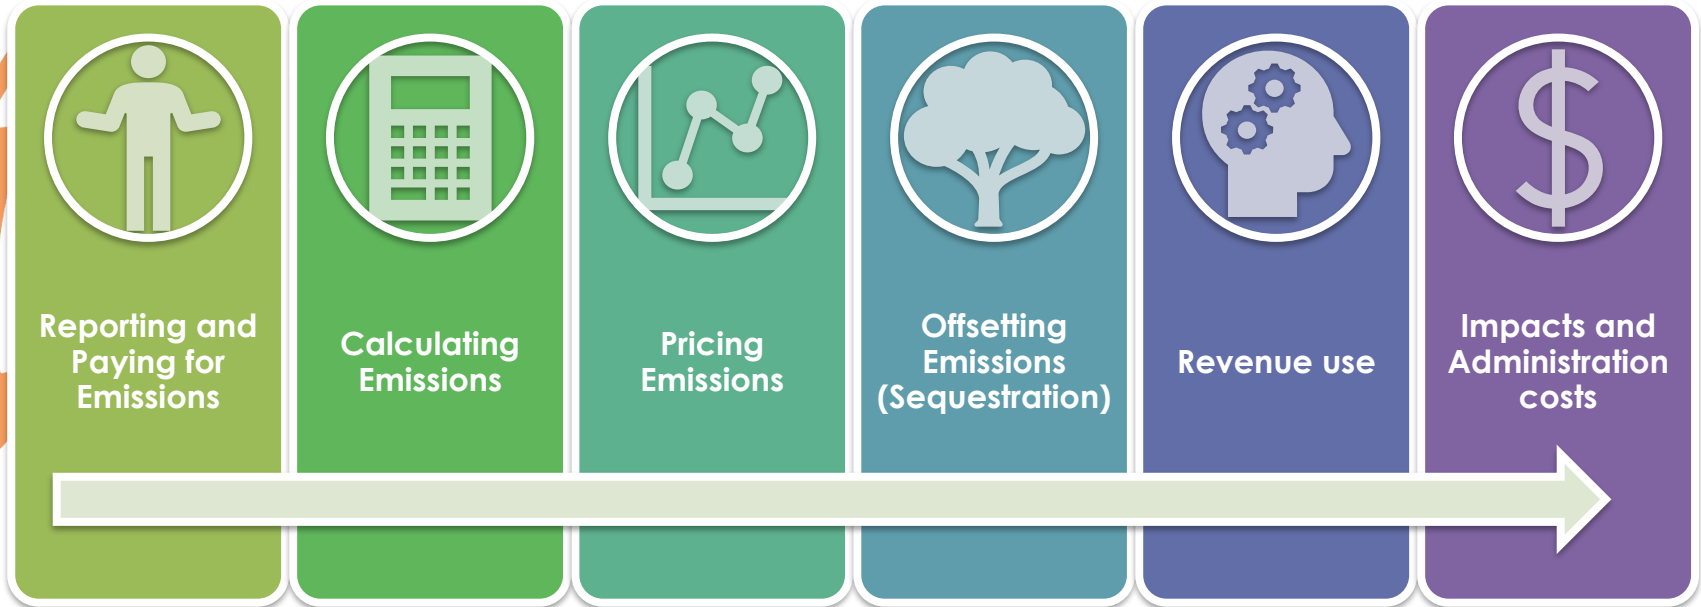 Reporting and
Paying for
Emissions
Calculating
Emissions
Pricing
Emissions
Offsetting
Emissions
(Sequestration)
Revenue use
Impacts and
Administration
costs